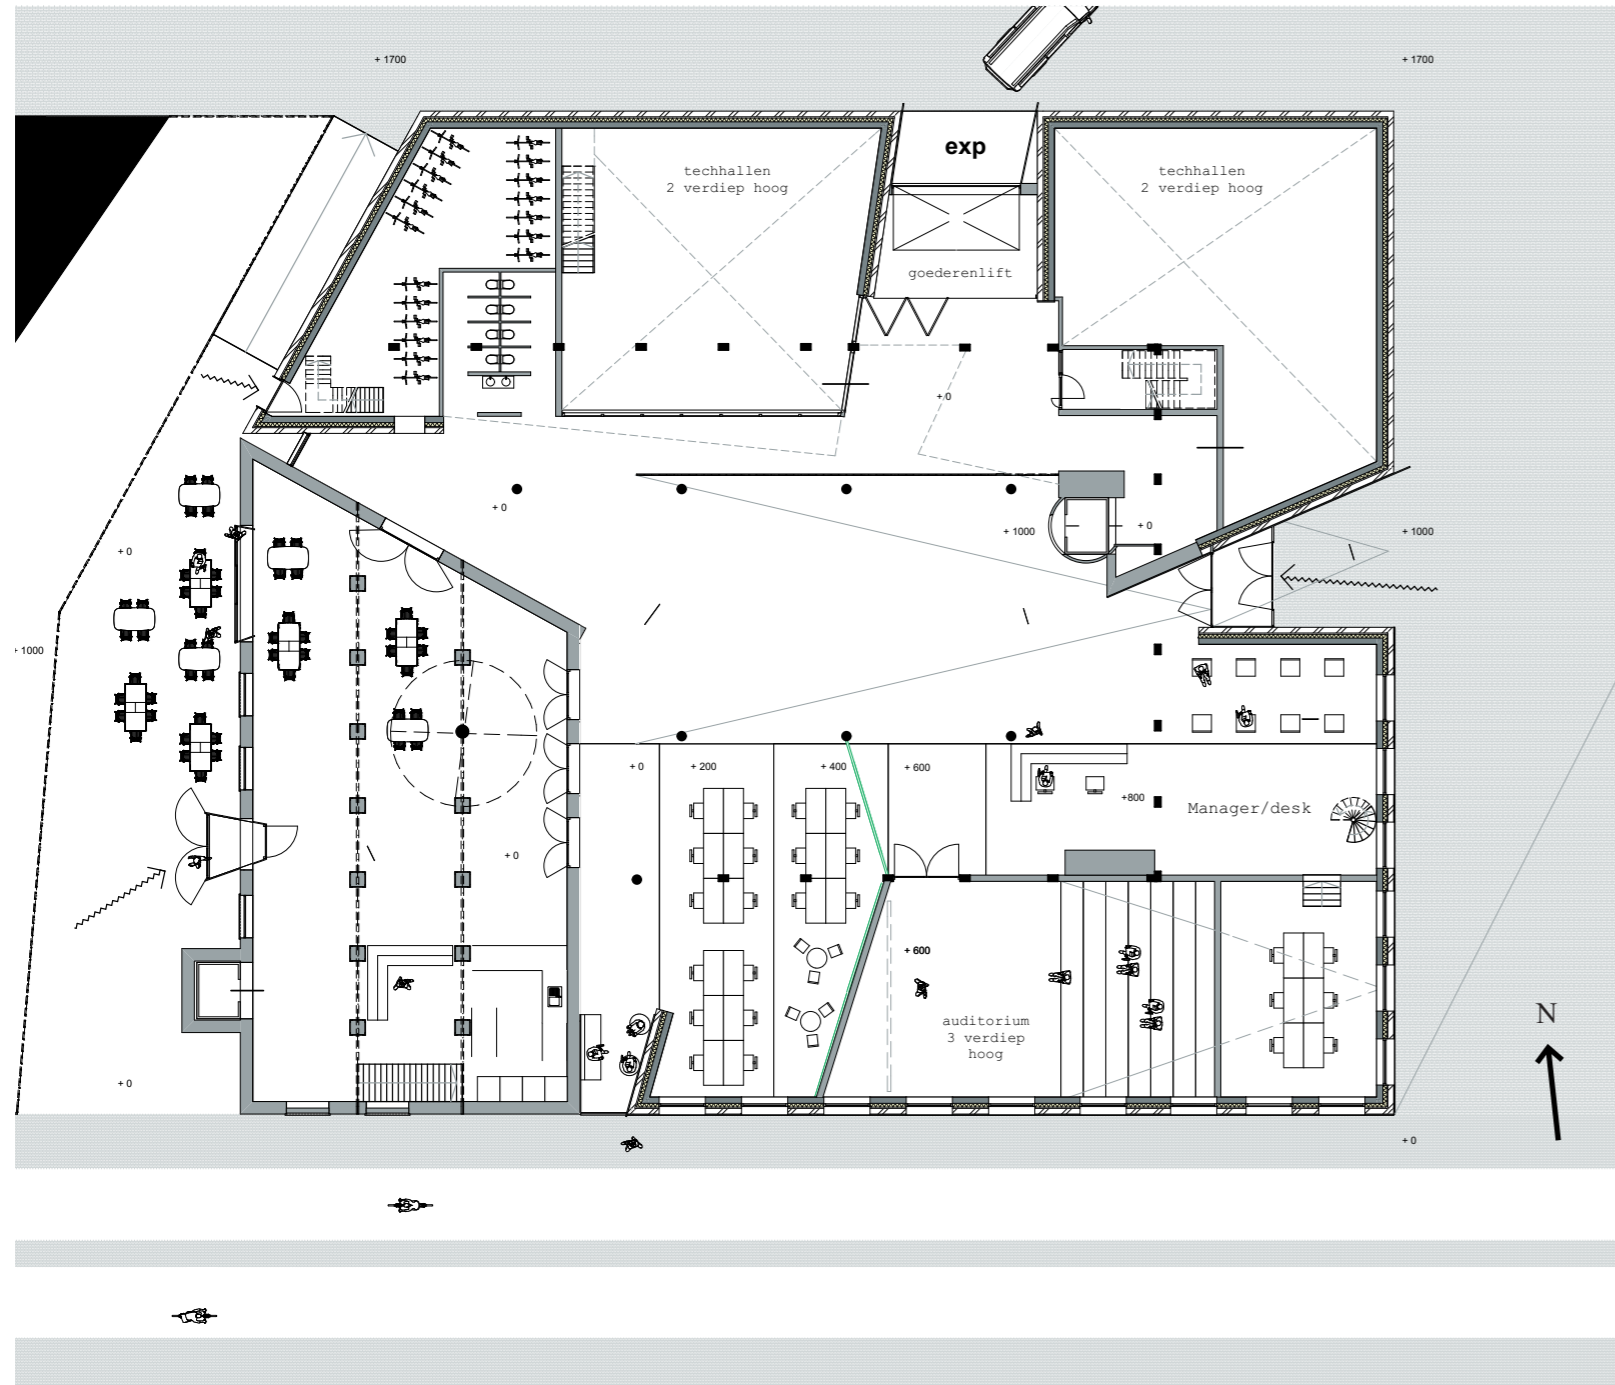 + 1700
+ 1700
exp
techhallen
2 verdiep hoog
techhallen
2 verdiep hoog
goederenlift
+ 0
+ 0
+ 1000
+ 0
+ 1000
+ 0
+ 1000
+ 0
+ 200
+ 400
+ 600
+800
Manager/desk
+ 0
+ 600
auditorium
3 verdiep
hoog
N
+ 0
+ 0